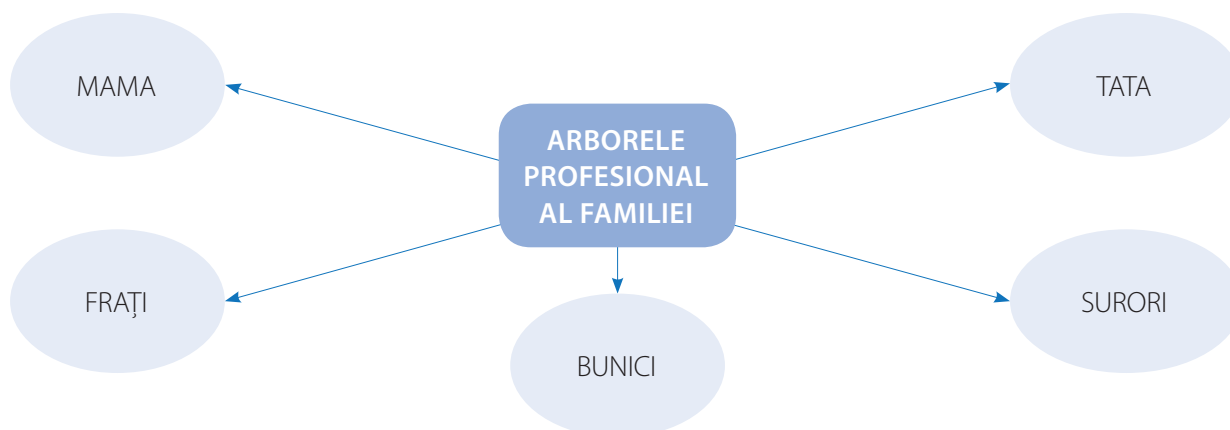 MAMA
TATA
ARBORELE
PROFESIONAL
AL FAMILIEI
FRAȚI
SURORI
BUNICI